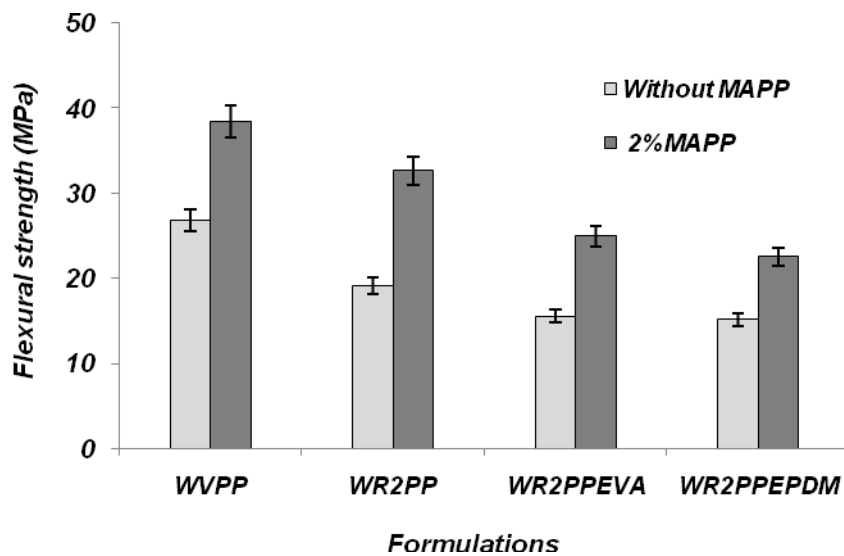 50
40
30
20
10
0
Flexural strength (MPa)
Without MAPP
2%MAPP
WVPP
WR2PP
WR2PPEVA
WR2PPEPDM
Formulations